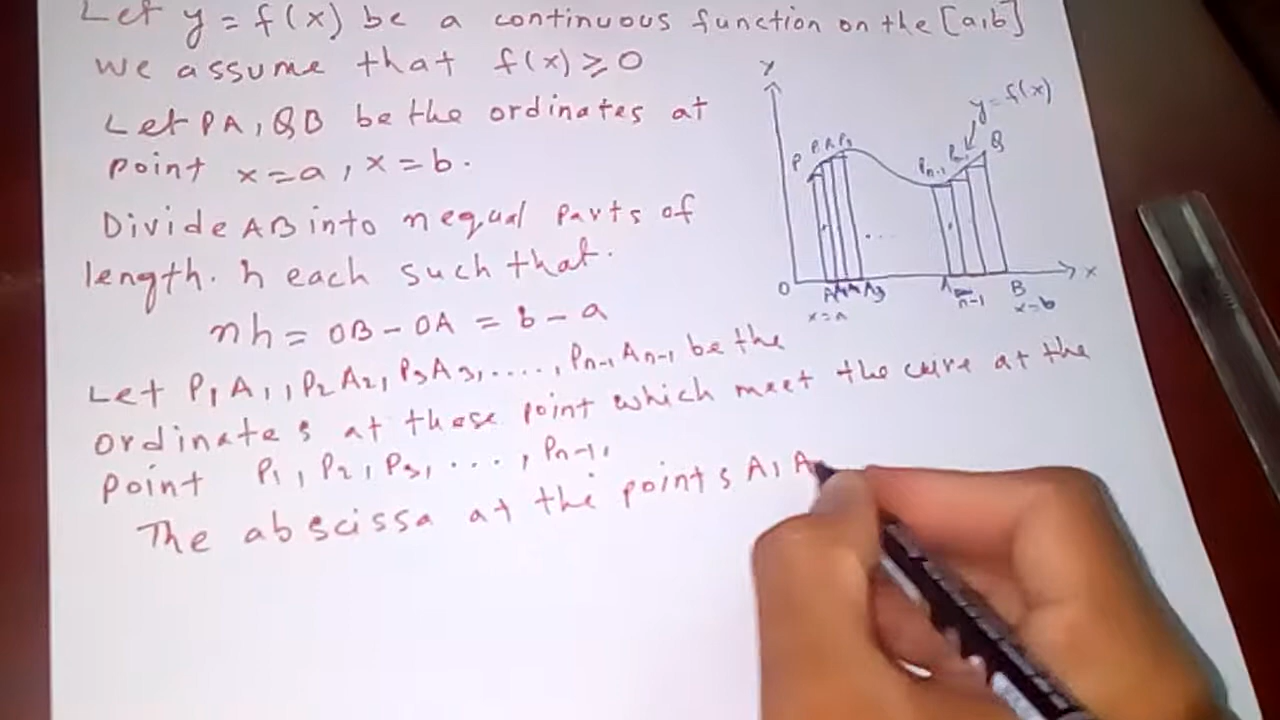 Let y = f(x) be a continuous function on the [a,b]
we assume that f(x) ≥ 0
Let PA, QB be the ordinates at
point x=a, x=b.
Divide AB into n equal parts of
length. h each such that.
nh = OB - OA = b - a
Let P₁A₁, P₂A₂, P₃A₃, ...., Pₙ₋₁Aₙ₋₁ be the
ordinates at those point which meet the curve at the
point P₁, P₂, P₃, ..., Pₙ₋₁,
The abscissa at the points A, A
y
y = f(x)
P
Q
Pₙ₋₁
...
O
x
B
x=a
n-1
x=b